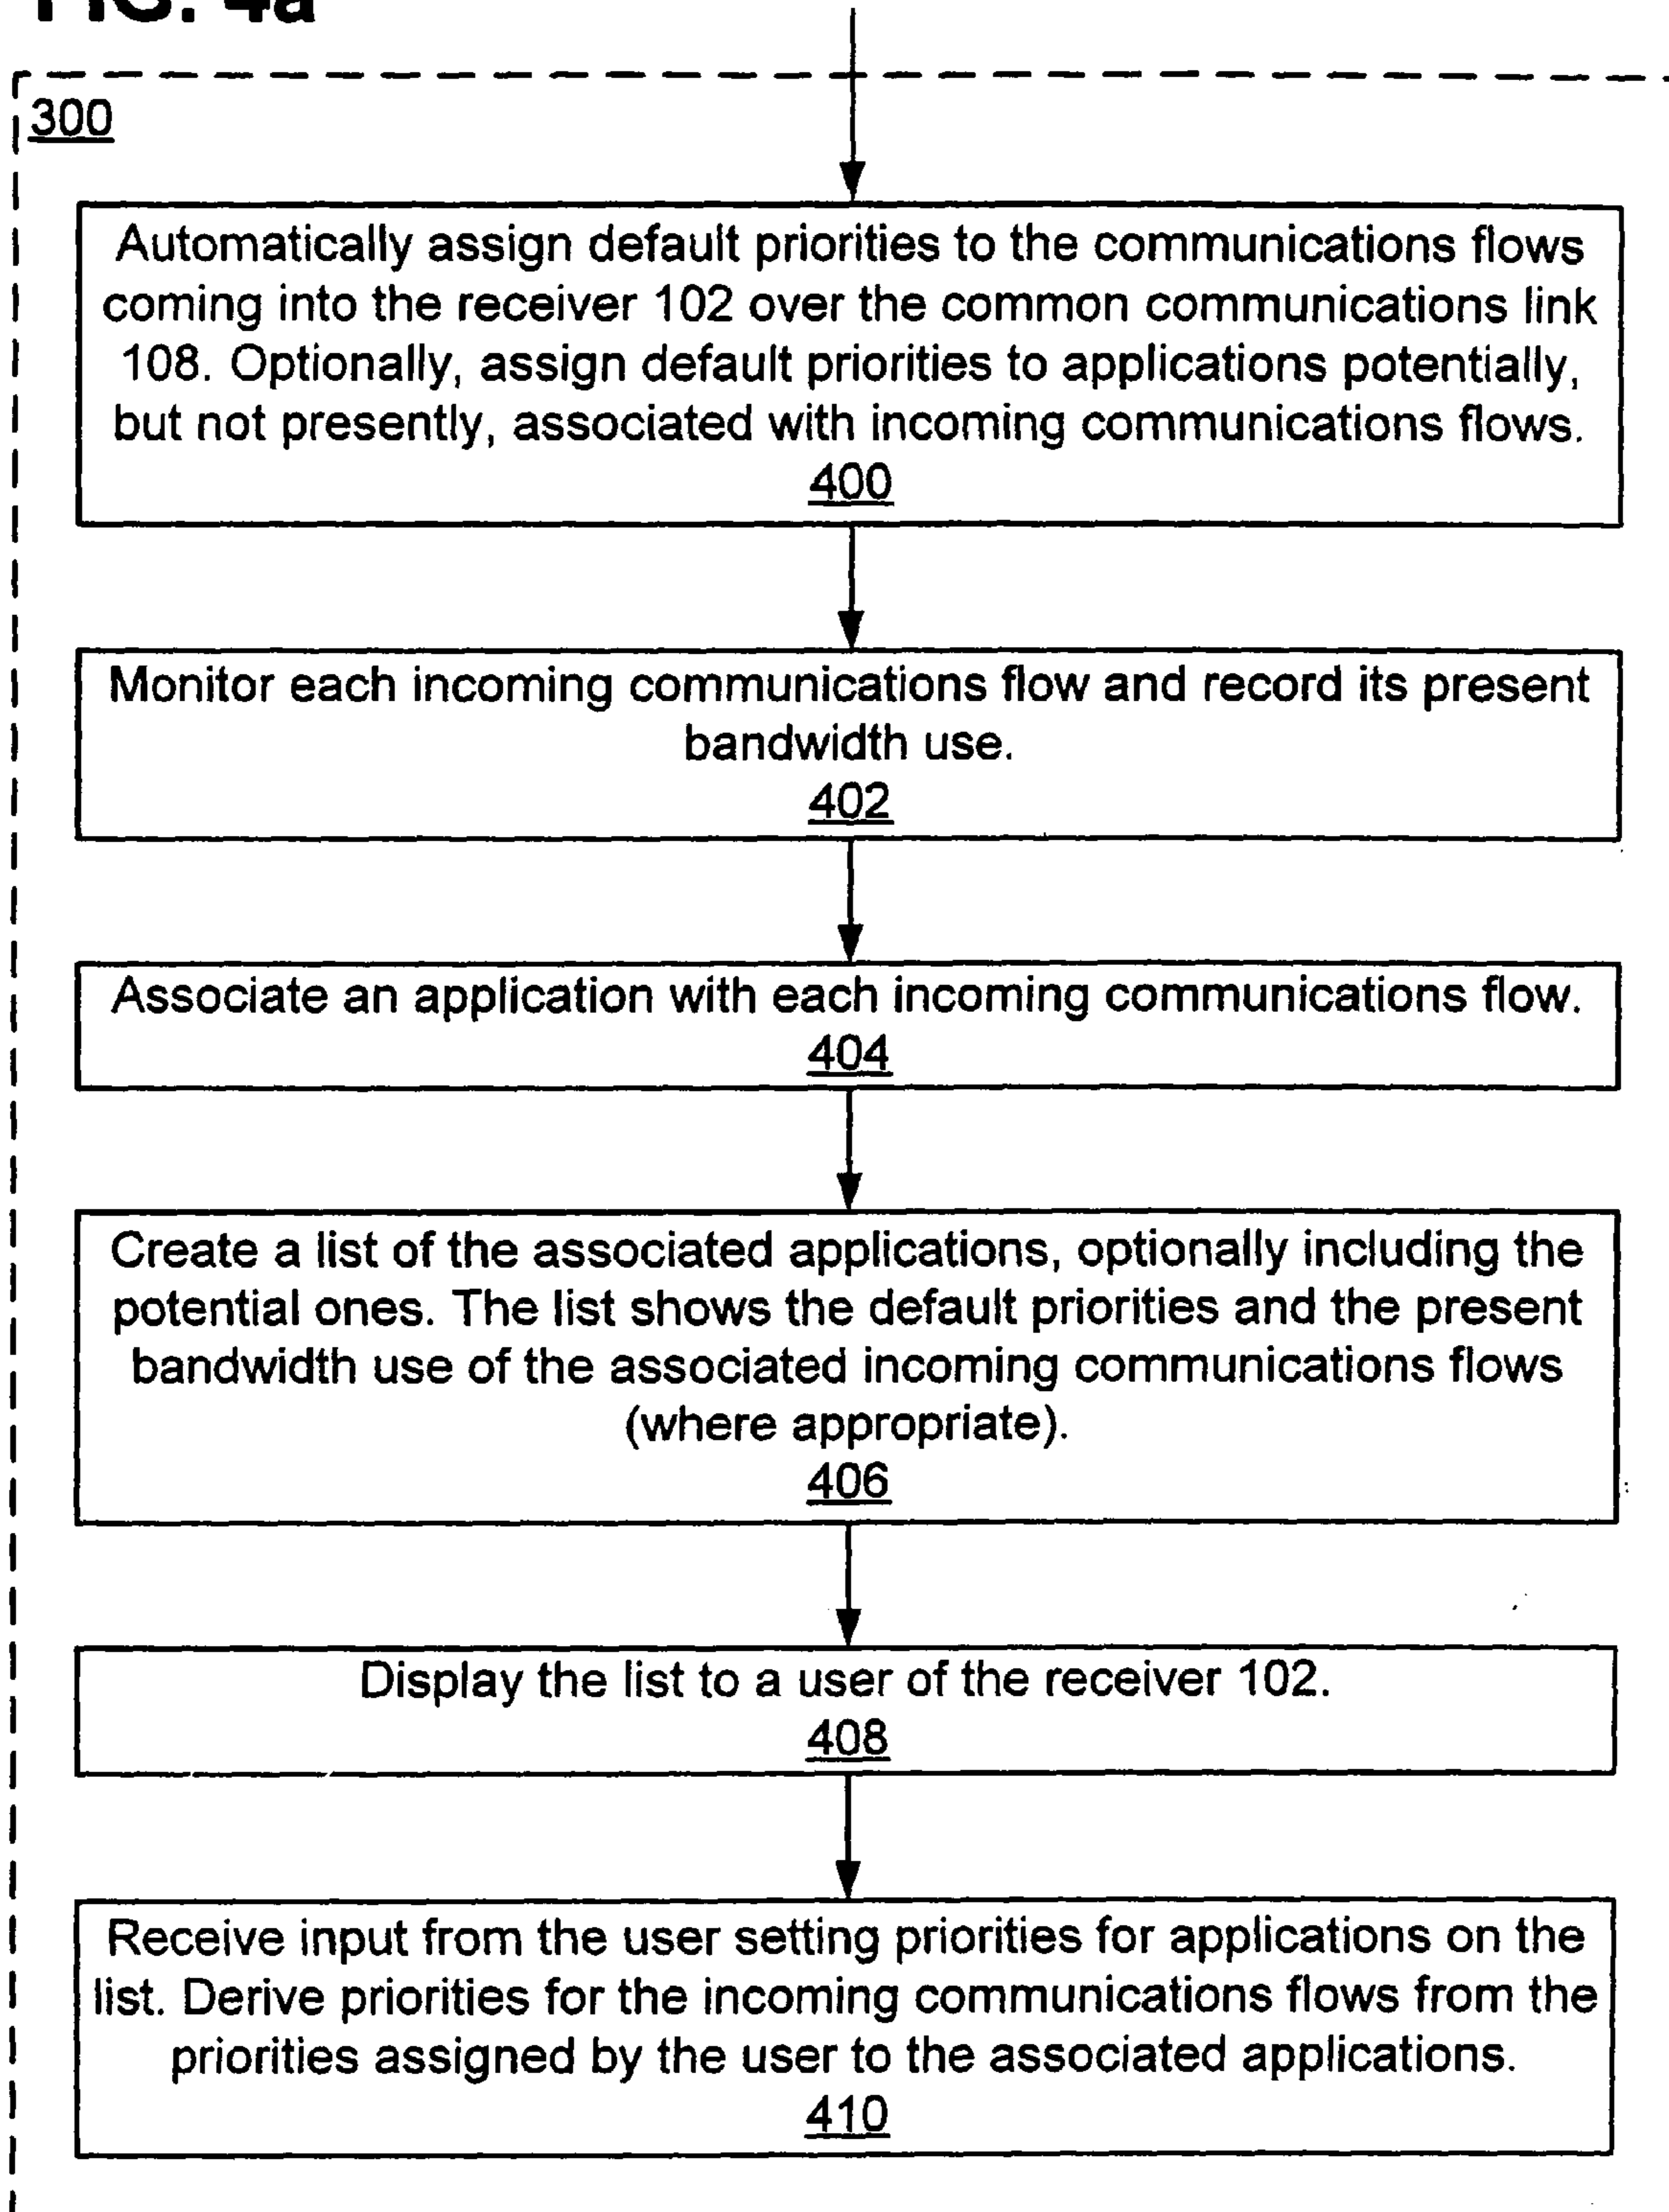 FIG. 4a
300
Automatically assign default priorities to the communications flows
coming into the receiver 102 over the common communications link
108. Optionally, assign default priorities to applications potentially,
but not presently, associated with incoming communications flows.
400
Monitor each incoming communications flow and record its present
bandwidth use.
402
Associate an application with each incoming communications flow.
404
Create a list of the associated applications, optionally including the
potential ones. The list shows the default priorities and the present
bandwidth use of the associated incoming communications flows
(where appropriate).
406
Display the list to a user of the receiver 102.
408
Receive input from the user setting priorities for applications on the
list. Derive priorities for the incoming communications flows from the
priorities assigned by the user to the associated applications.
410